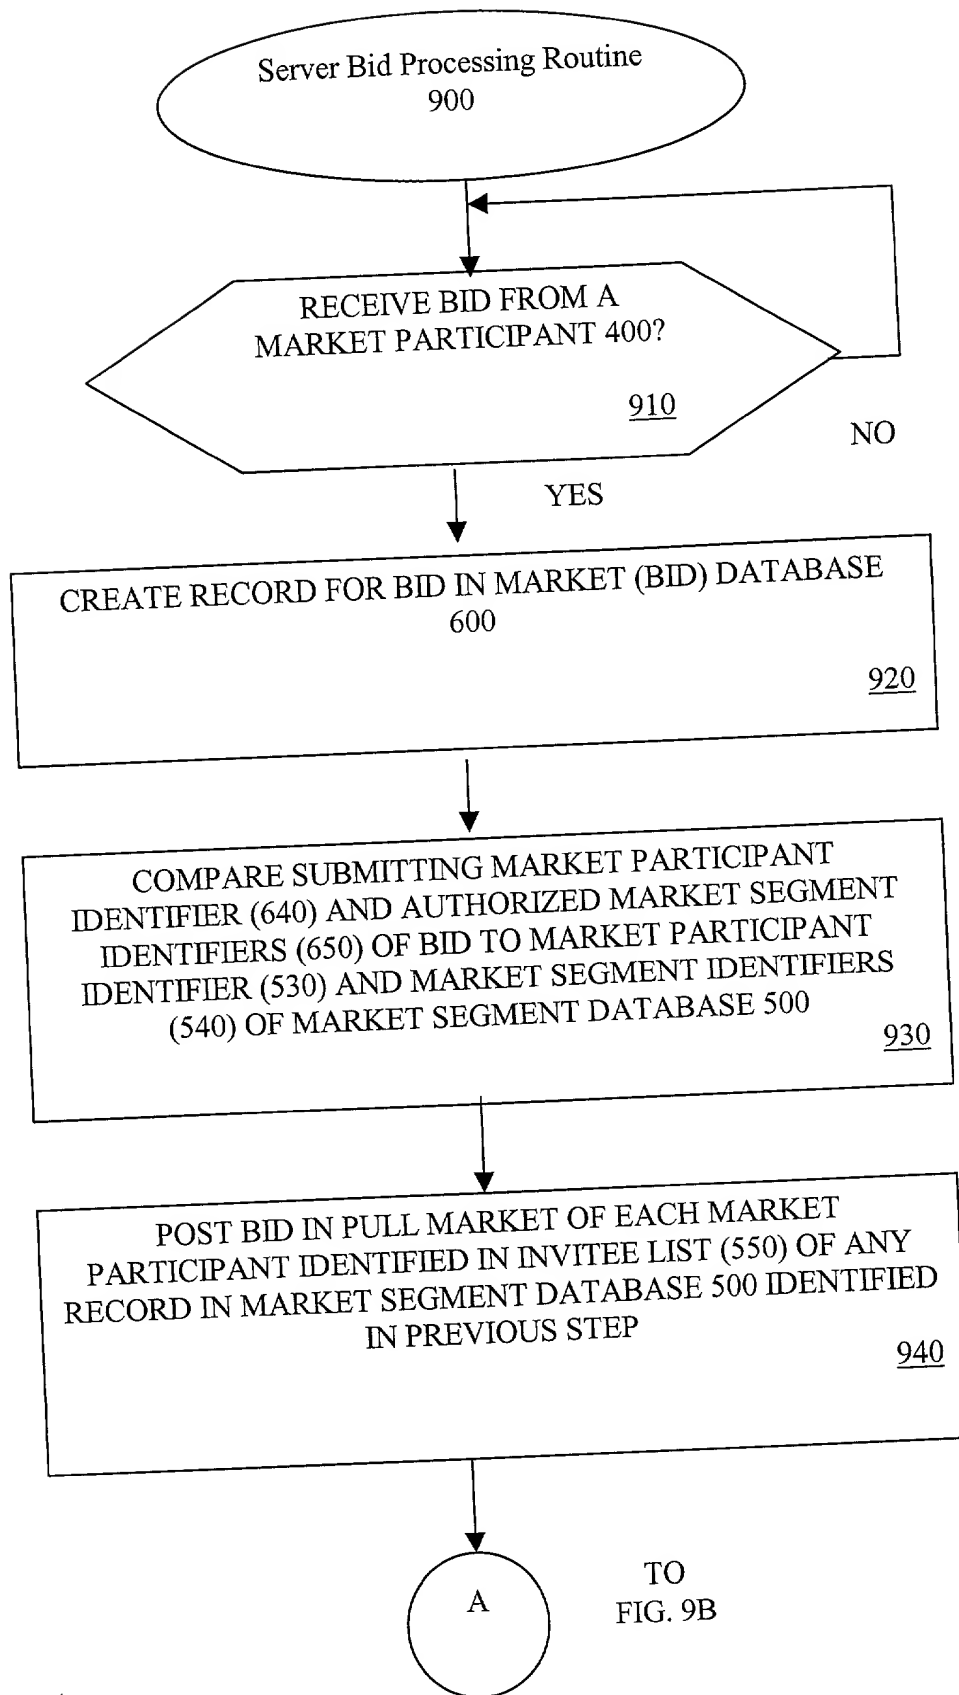 Server Bid Processing Routine
900
RECEIVE BID FROM A
MARKET PARTICIPANT 400?
910
NO
YES
CREATE RECORD FOR BID IN MARKET (BID) DATABASE
600
920
COMPARE SUBMITTING MARKET PARTICIPANT
IDENTIFIER (640) AND AUTHORIZED MARKET SEGMENT
IDENTIFIERS (650) OF BID TO MARKET PARTICIPANT
IDENTIFIER (530) AND MARKET SEGMENT IDENTIFIERS
(540) OF MARKET SEGMENT DATABASE 500
930
POST BID IN PULL MARKET OF EACH MARKET
PARTICIPANT IDENTIFIED IN INVITEE LIST (550) OF ANY
RECORD IN MARKET SEGMENT DATABASE 500 IDENTIFIED
IN PREVIOUS STEP
940
A
TO
FIG. 9B